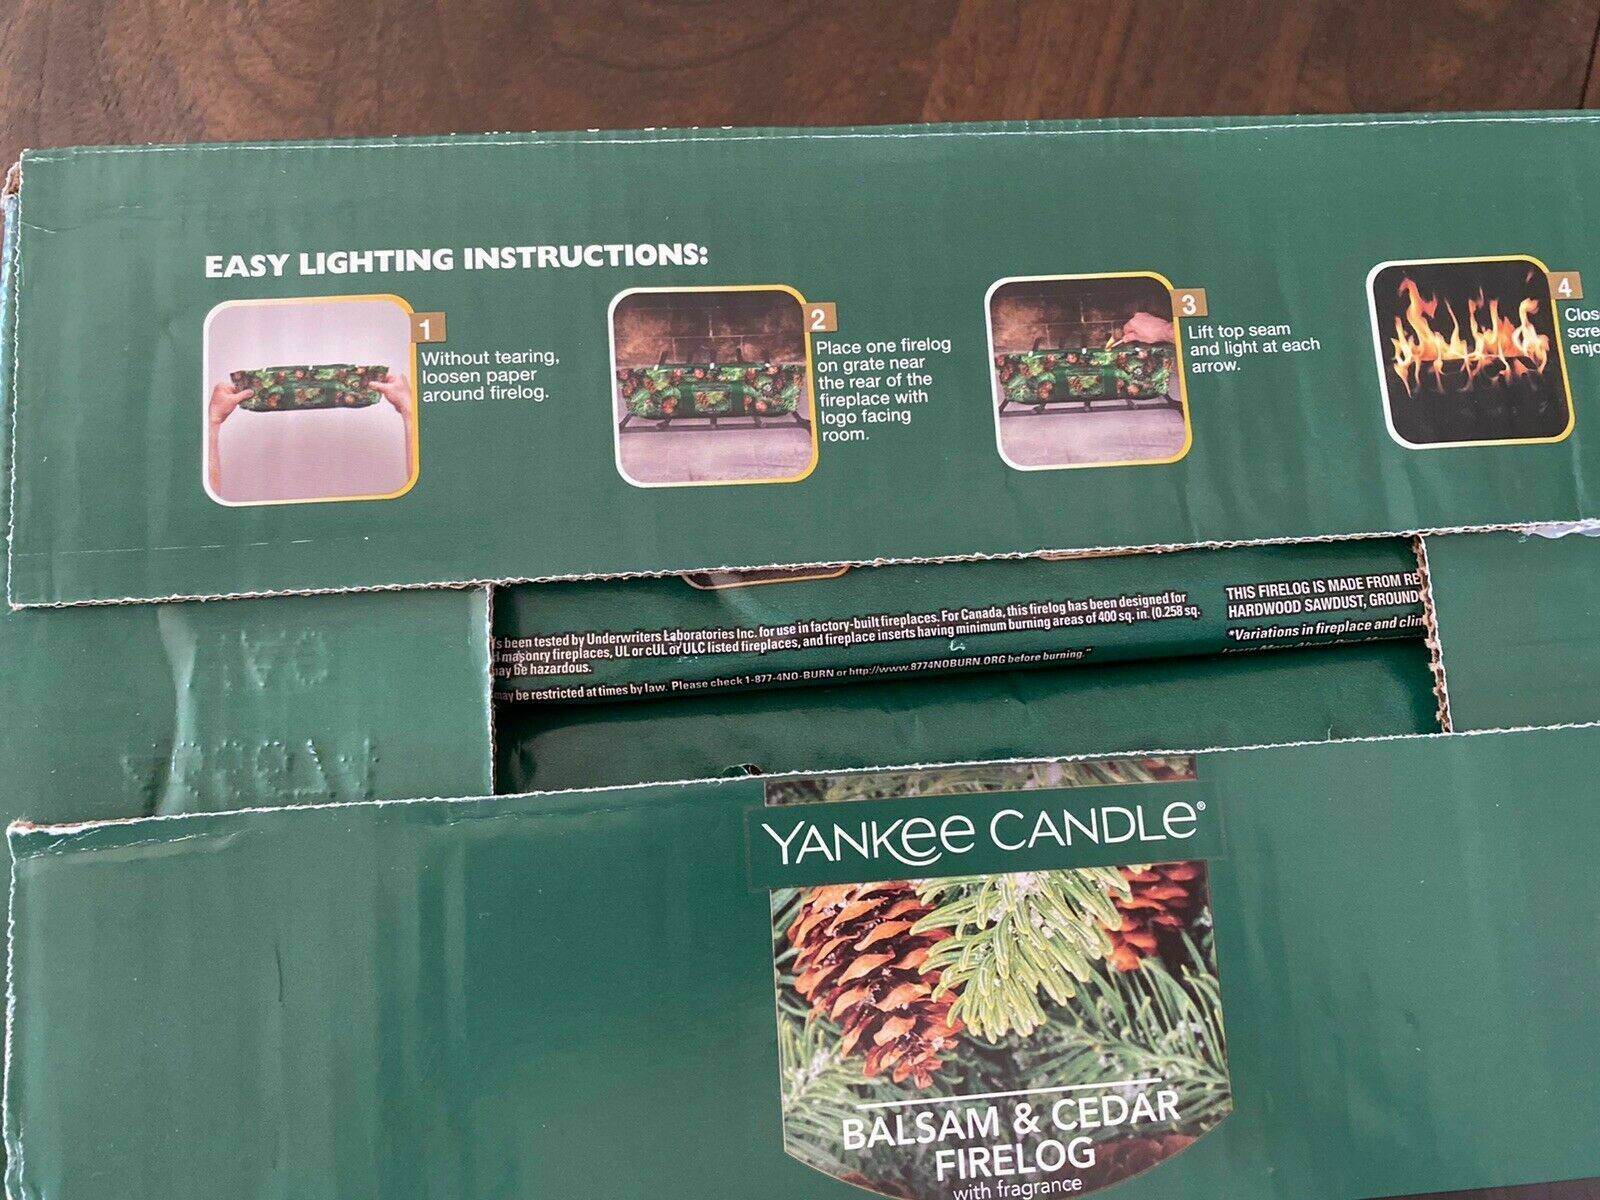 EASY LIGHTING INSTRUCTIONS:
1
Without tearing,
loosen paper
around firelog.
2
Place one firelog
on grate near
the rear of the
fireplace with
logo facing
room.
3
Lift top seam
and light at each
arrow.
4
Clos
scre
enjo
s been tested by Underwriters Laboratories Inc. for use in factory-built fireplaces. For Canada, this firelog has been designed for
masonry fireplaces, UL or cUL or ULC listed fireplaces, and fireplace inserts having minimum burning areas of 400 sq. in. (0.258 sq.
may be hazardous.
may be restricted at times by law. Please check 1-877-4NO-BURN or http://www.8774NOBURN.ORG before burning."
THIS FIRELOG IS MADE FROM RE
HARDWOOD SAWDUST, GROUND
*Variations in fireplace and clim
YANKEE CANDLE®
BALSAM & CEDAR
FIRELOG
with fragrance